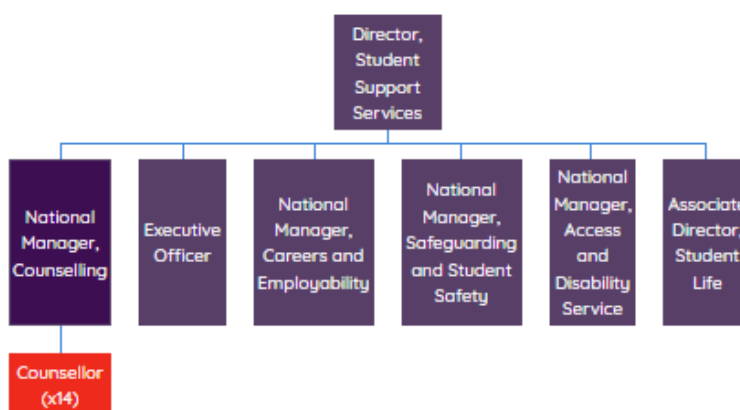 Director,
Student
Support
Services
National
Manager,
Counselling
Executive
Officer
National
Manager,
Careers and
Employability
National
Manager,
Safeguarding
and Student
Safety
National
Manager,
Access
and
Disability
Service
Associate
Director,
Student
Life
Counsellor
(x14)